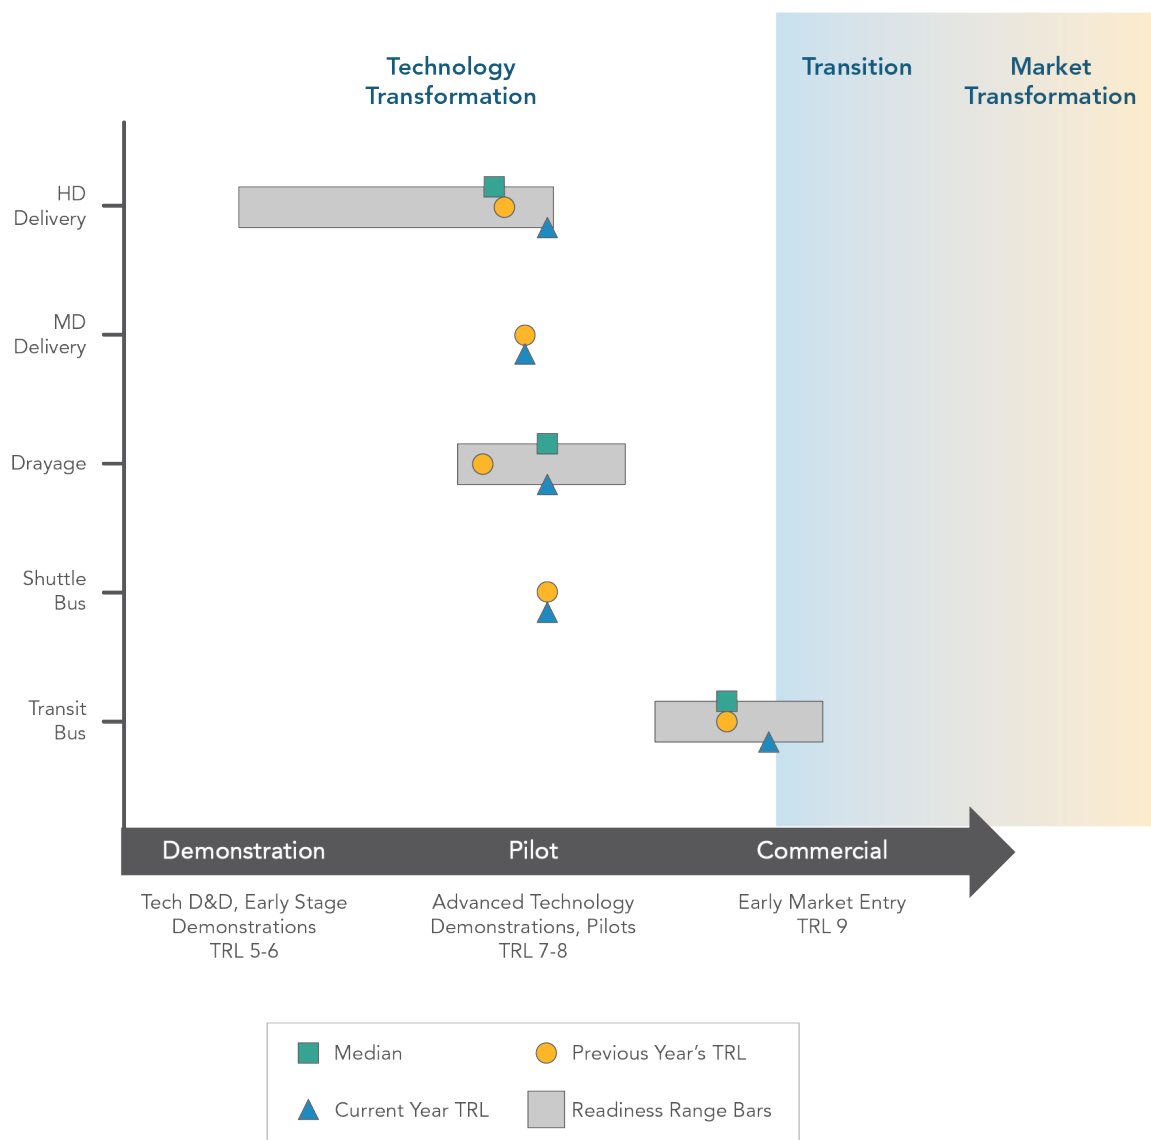 Technology
Transformation
Transition
Market
Transformation
HD
Delivery
MD
Delivery
Drayage
Shuttle
Bus
Transit
Bus
Demonstration
Pilot
Commercial
Tech D&D, Early Stage
Demonstrations
TRL 5-6
Advanced Technology
Demonstrations, Pilots
TRL 7-8
Early Market Entry
TRL 9
Median
Previous Year’s TRL
Current Year TRL
Readiness Range Bars